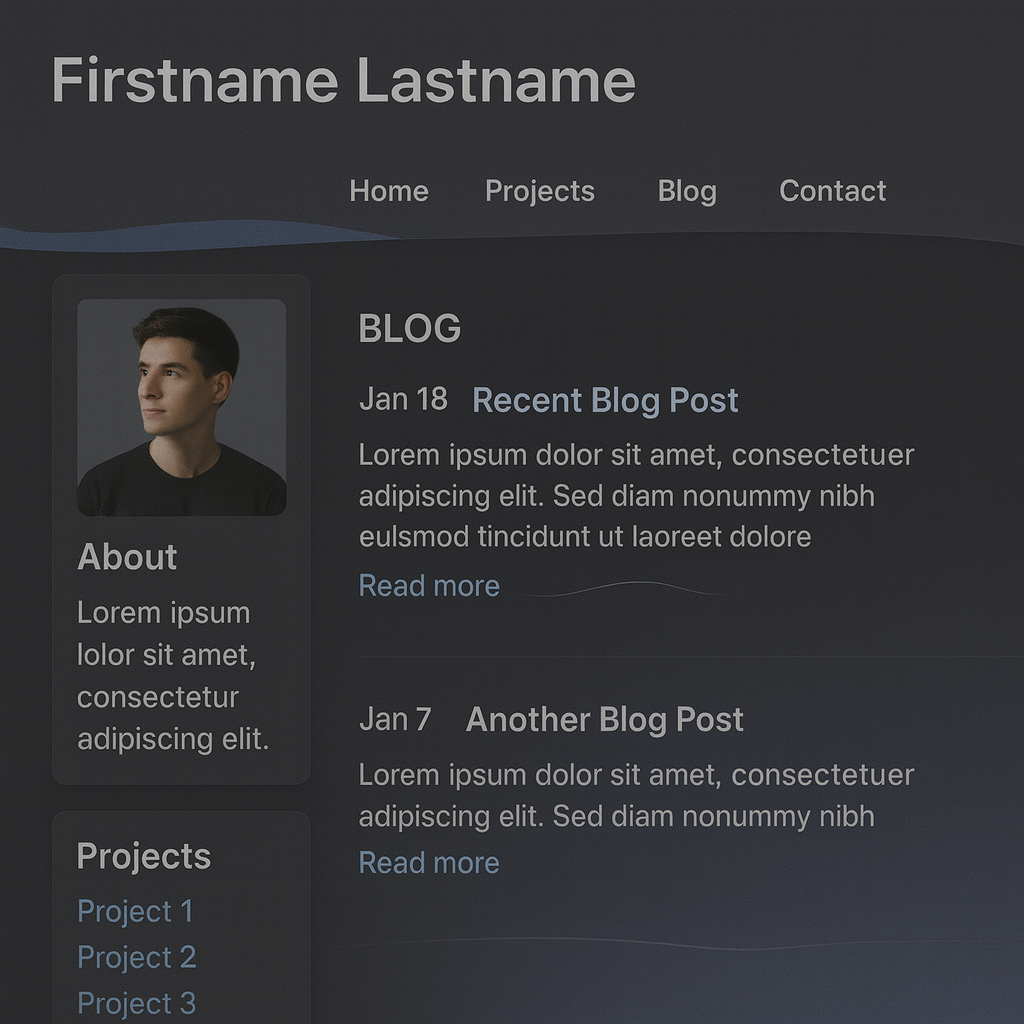 Firstname Lastname
Home Projects Blog Contact
About
Lorem ipsum
lolor sit amet,
consectetur
adipiscing elit.
Projects
Project 1
Project 2
Project 3
BLOG
Jan 18 Recent Blog Post
Lorem ipsum dolor sit amet, consectetuer
adipiscing elit. Sed diam nonummy nibh
eulsmod tincidunt ut laoreet dolore
Read more
Jan 7 Another Blog Post
Lorem ipsum dolor sit amet, consectetuer
adipiscing elit. Sed diam nonummy nibh
Read more